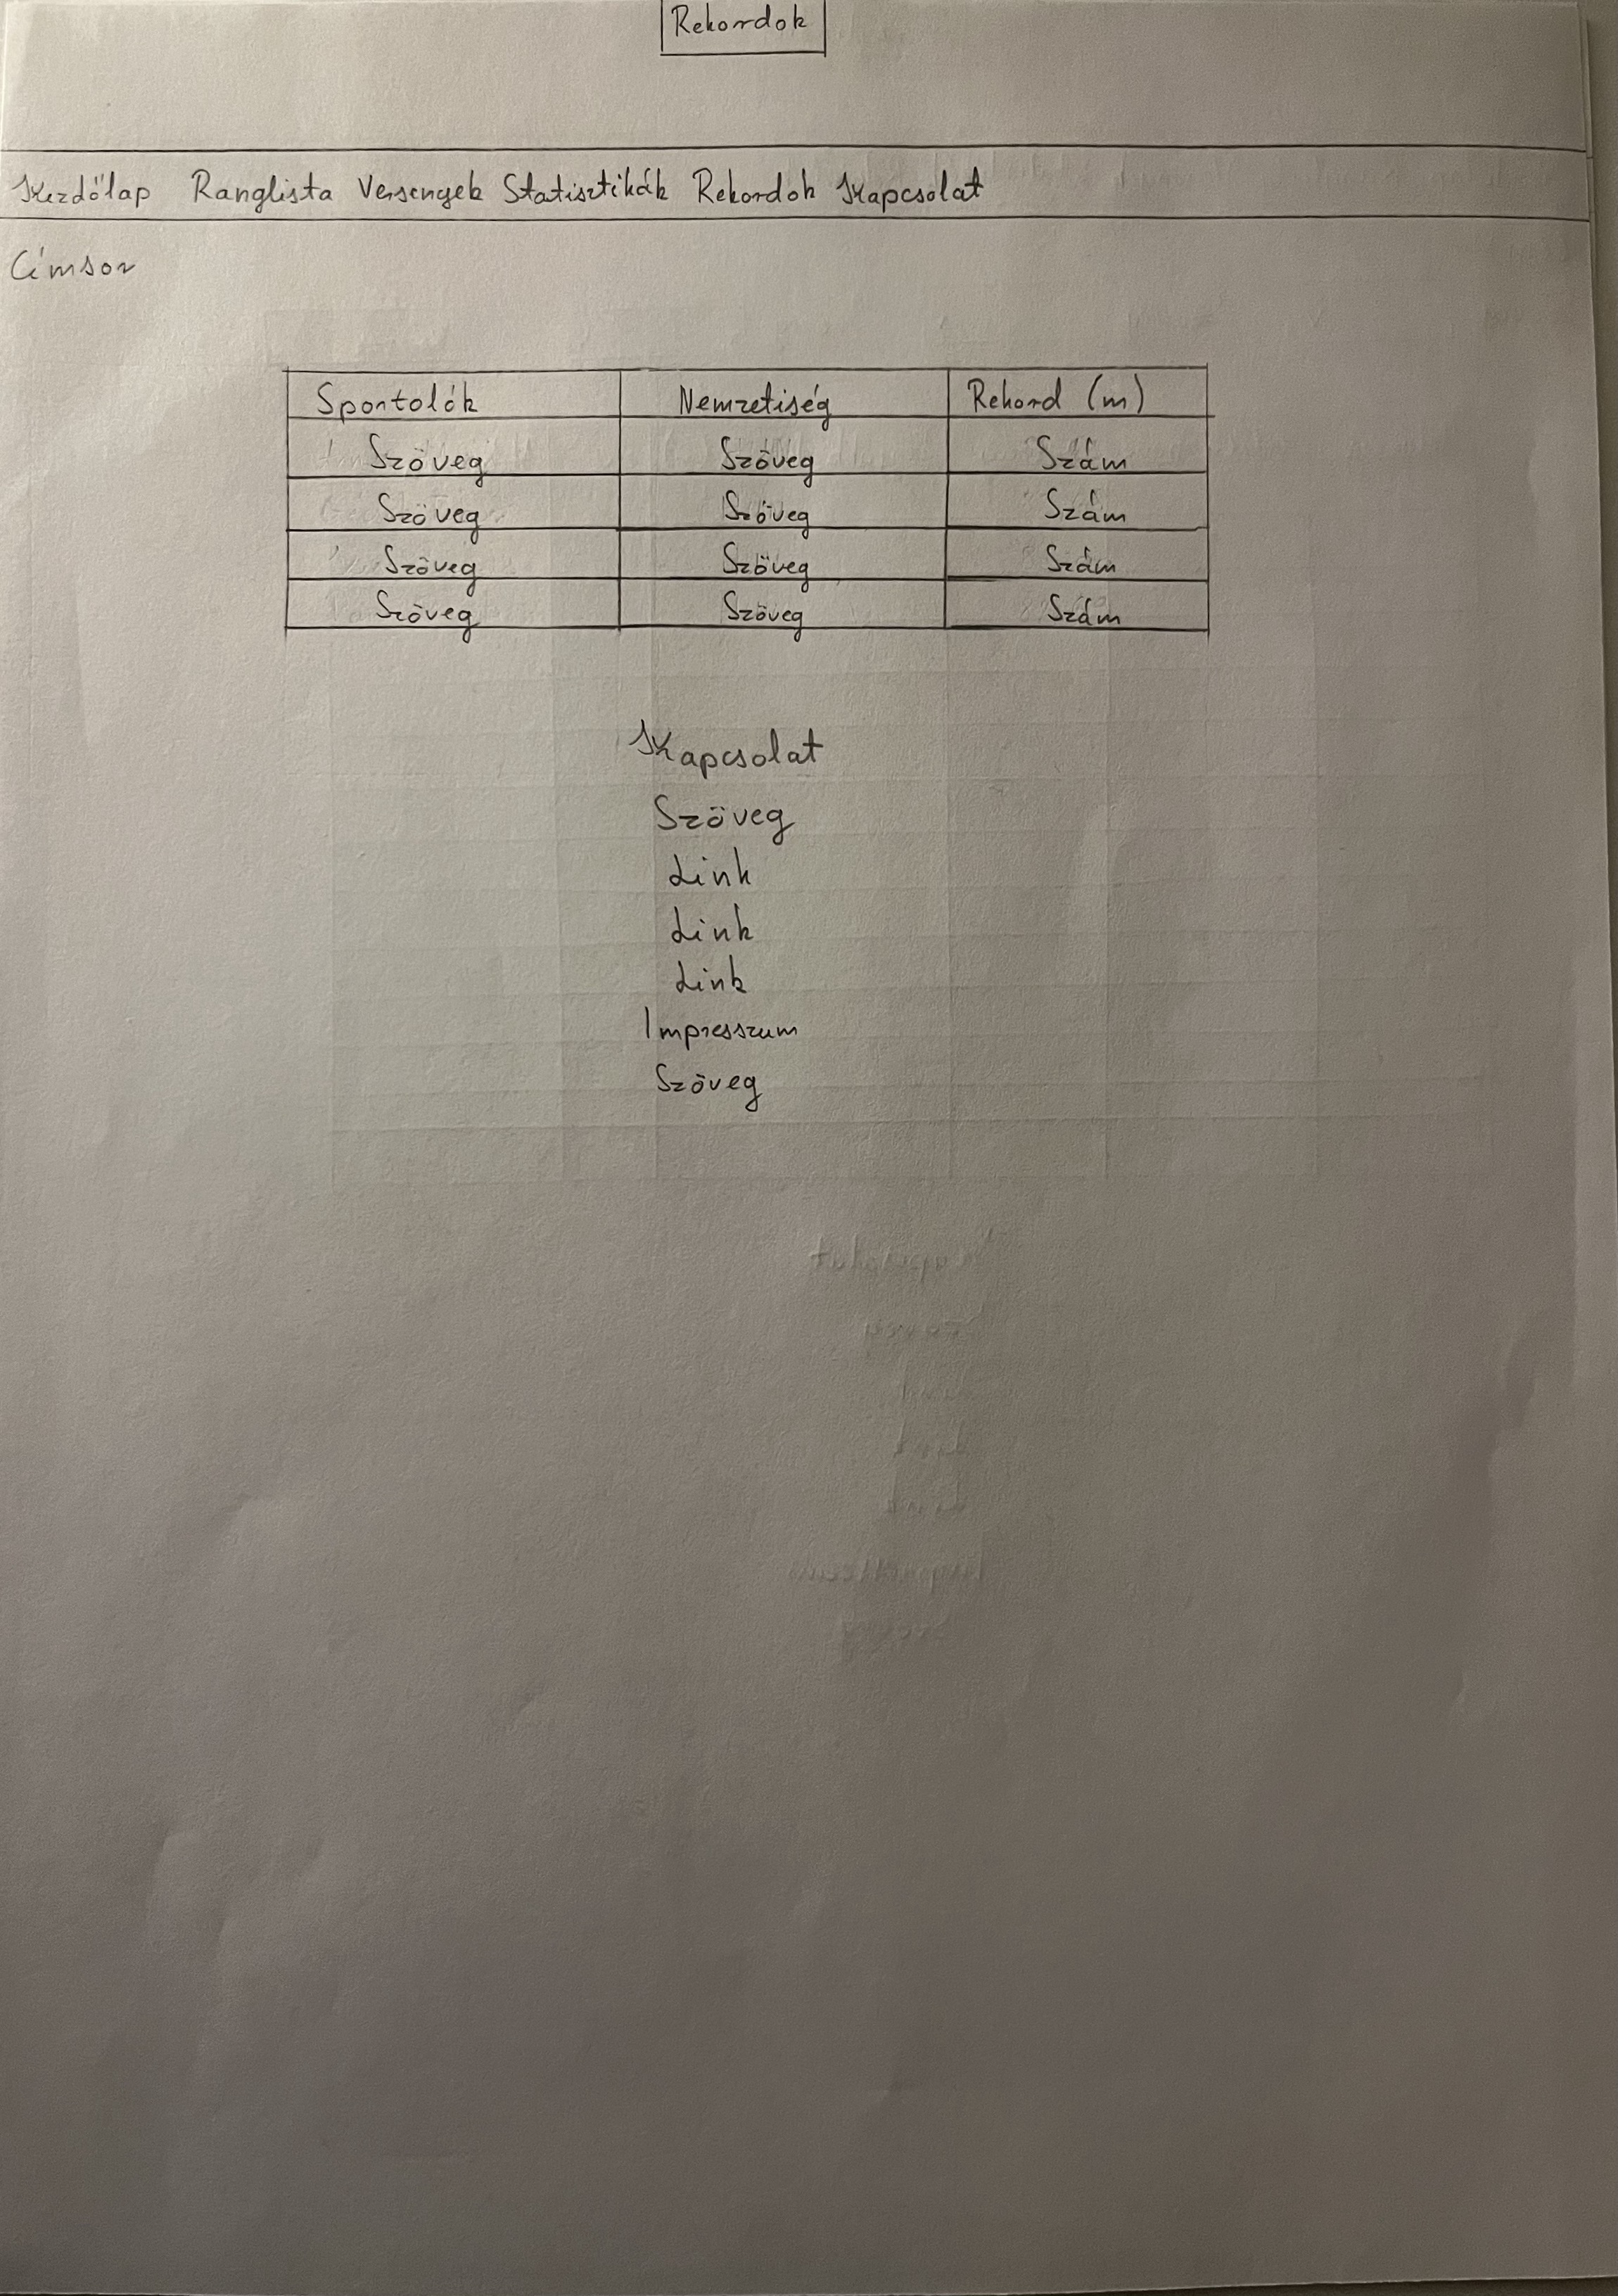 Rekordok
Kezdőlap Ranglista Versenyek Statisztikák Rekordok Kapcsolat
Címsor
Sportolók Nemzetiség Rekord (m)
Szöveg Szöveg Szám
Szöveg Szöveg Szám
Szöveg Szöveg Szám
Szöveg Szöveg Szám
Kapcsolat
Szöveg
Link
Link
Link
Impresszum
Szöveg